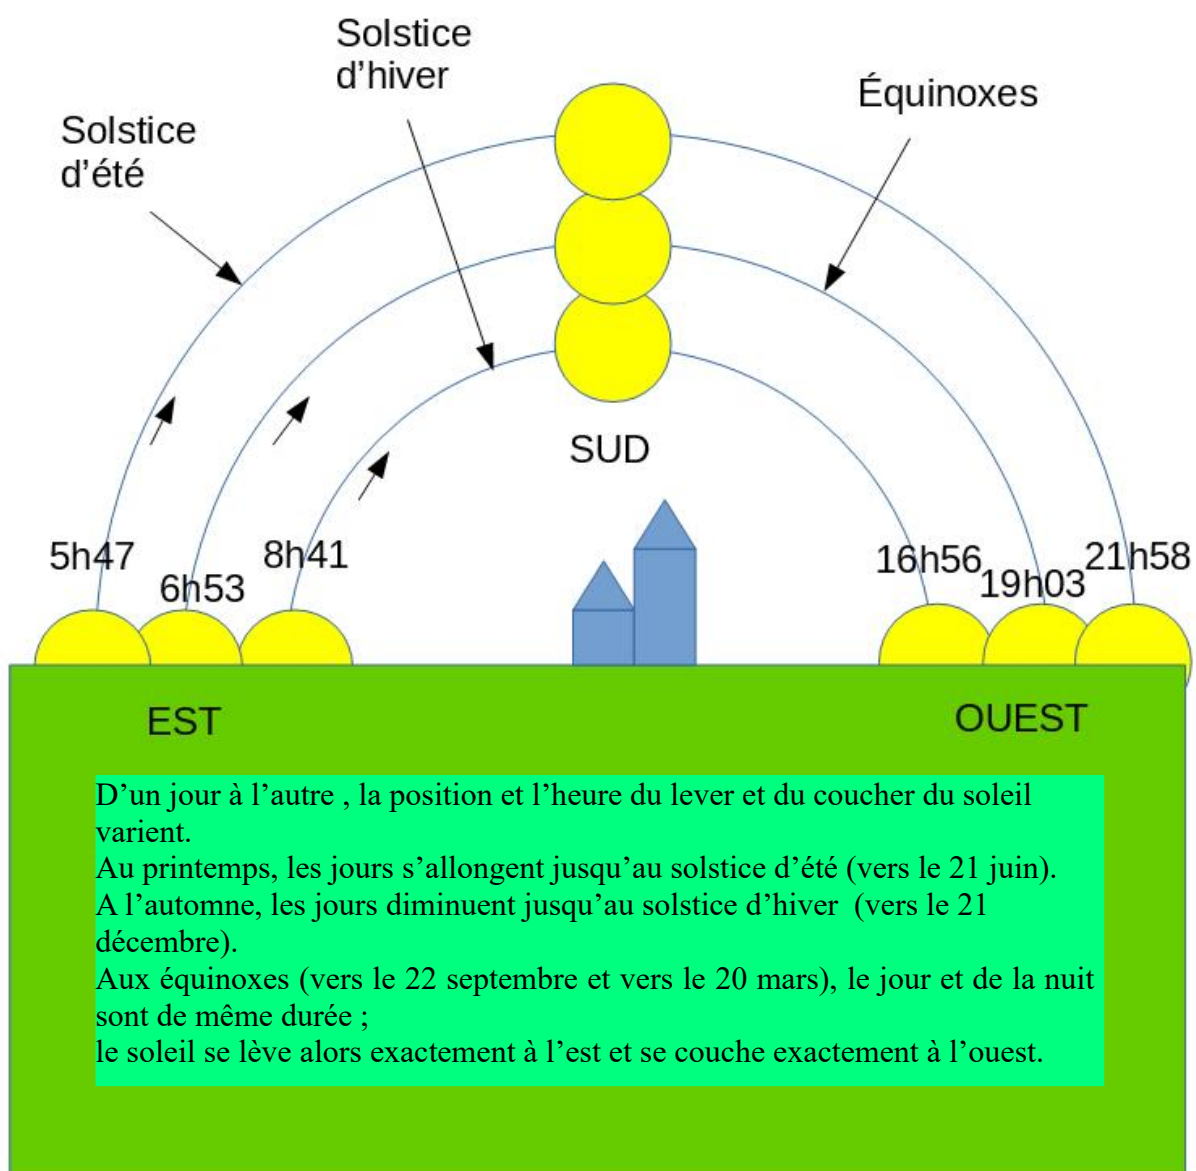 Solstice
d’hiver
Solstice
d’été
Équinoxes
SUD
5h47
6h53
8h41
16h56
19h03
21h58
EST
OUEST
D’un jour à l’autre , la position et l’heure du lever et du coucher du soleil
varient.
Au printemps, les jours s’allongent jusqu’au solstice d’été (vers le 21 juin).
A l’automne, les jours diminuent jusqu’au solstice d’hiver  (vers le 21
décembre).
Aux équinoxes (vers le 22 septembre et vers le 20 mars), le jour et de la nuit
sont de même durée ;
le soleil se lève alors exactement à l’est et se couche exactement à l’ouest.